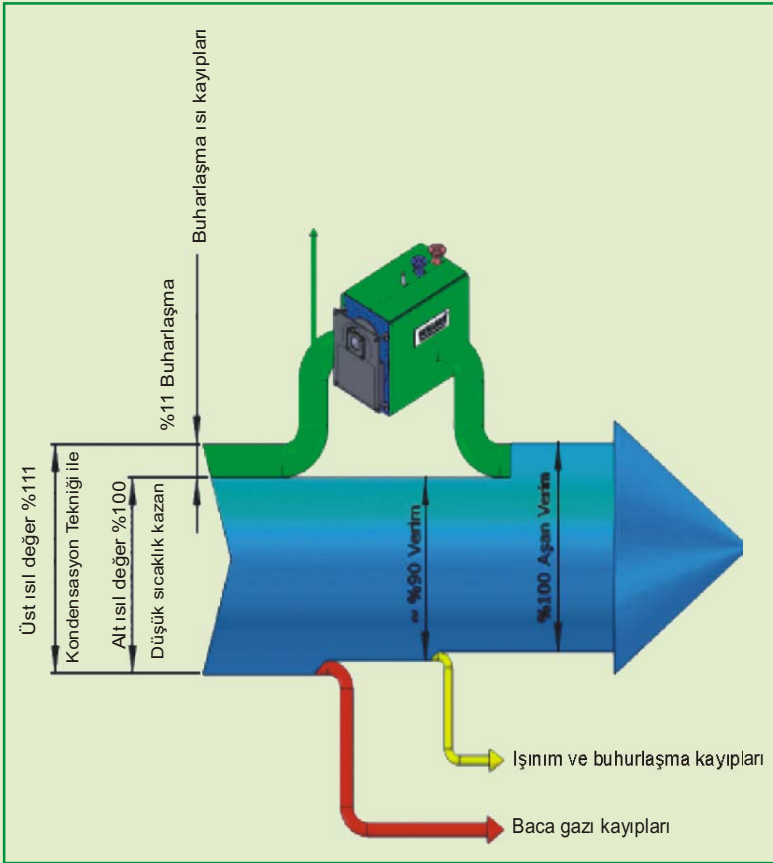 Buharlaşma ısı kayıpları
%11 Buharlaşma
Üst ısıl değer %111
Kondensasyon Tekniği ile
Alt ısıl değer %100
Düşük sıcaklık kazan
≈ %90 Verim
%100 Aşan Verim
Işınım ve buhurlaşma kayıpları
Baca gazı kayıpları